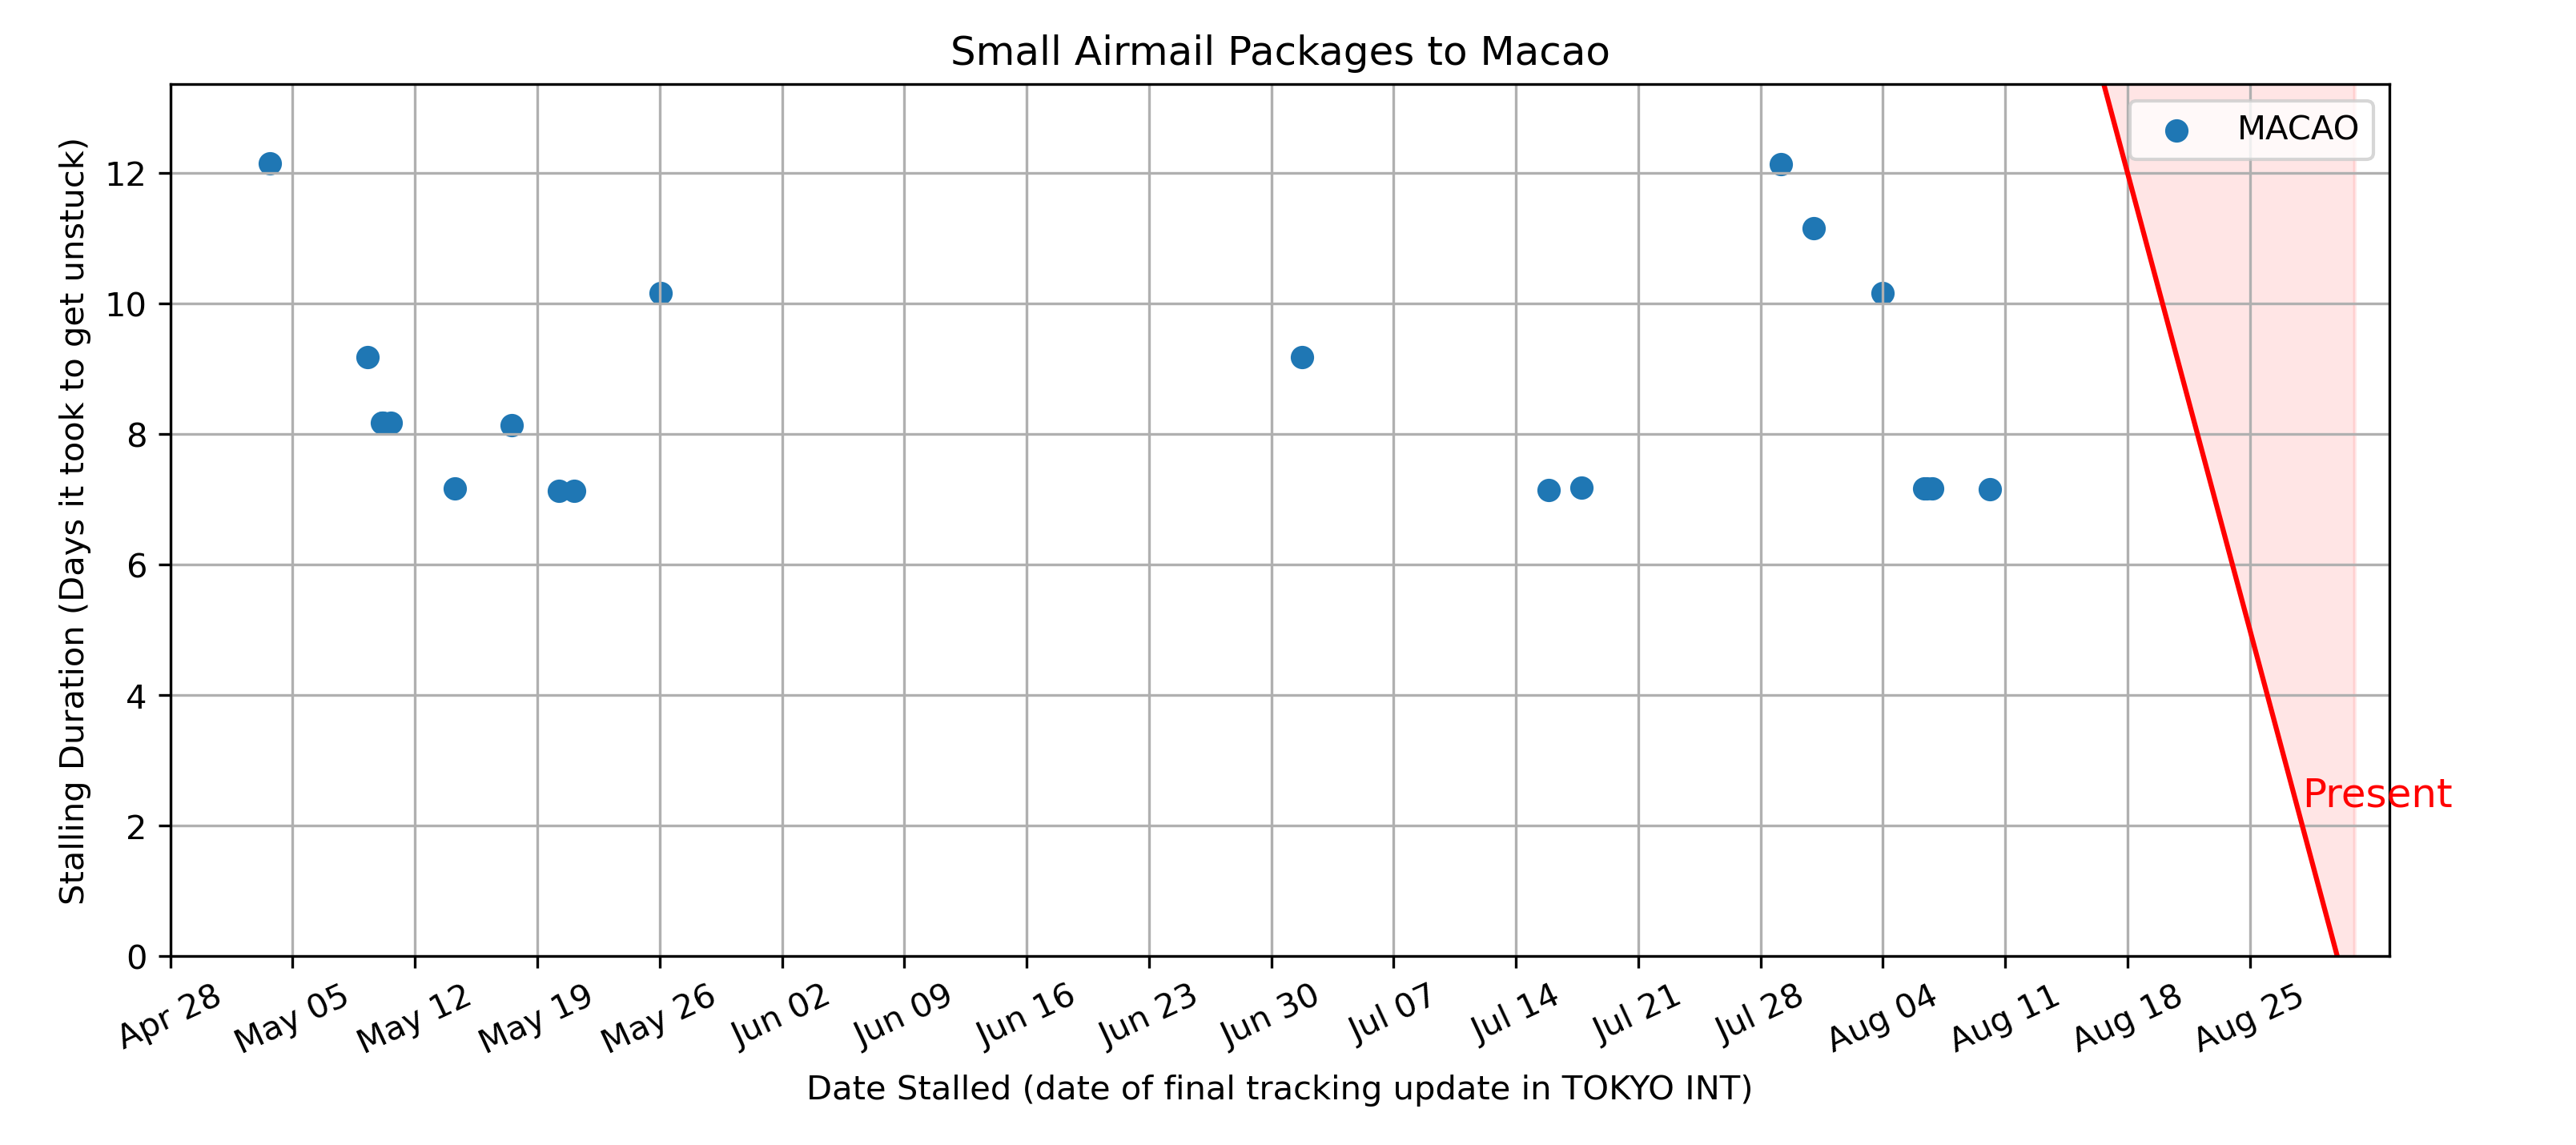 Small Airmail Packages to Macao
MACAO
Stalling Duration (Days it took to get unstuck)
12
10
8
6
4
2
0
Present
Apr 28
May 05
May 12
May 19
May 26
Jun 02
Jun 09
Jun 16
Jun 23
Jun 30
Jul 07
Jul 14
Jul 21
Jul 28
Aug 04
Aug 11
Aug 18
Aug 25
Date Stalled (date of final tracking update in TOKYO INT)